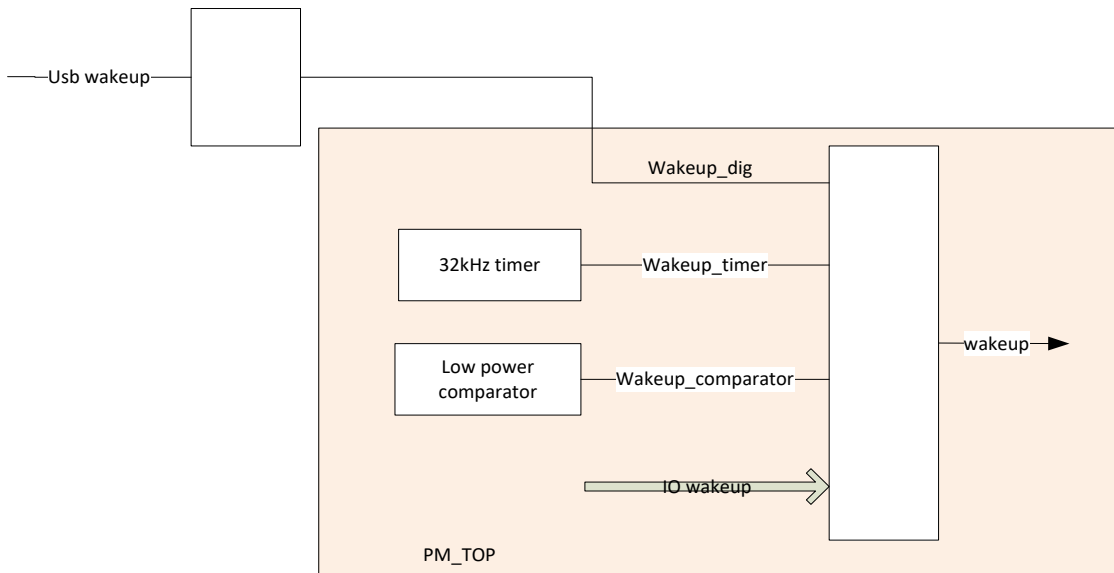 Usb wakeup
Wakeup_dig
32kHz timer
Wakeup_timer
wakeup
Low power
comparator
Wakeup_comparator
IO wakeup
PM_TOP